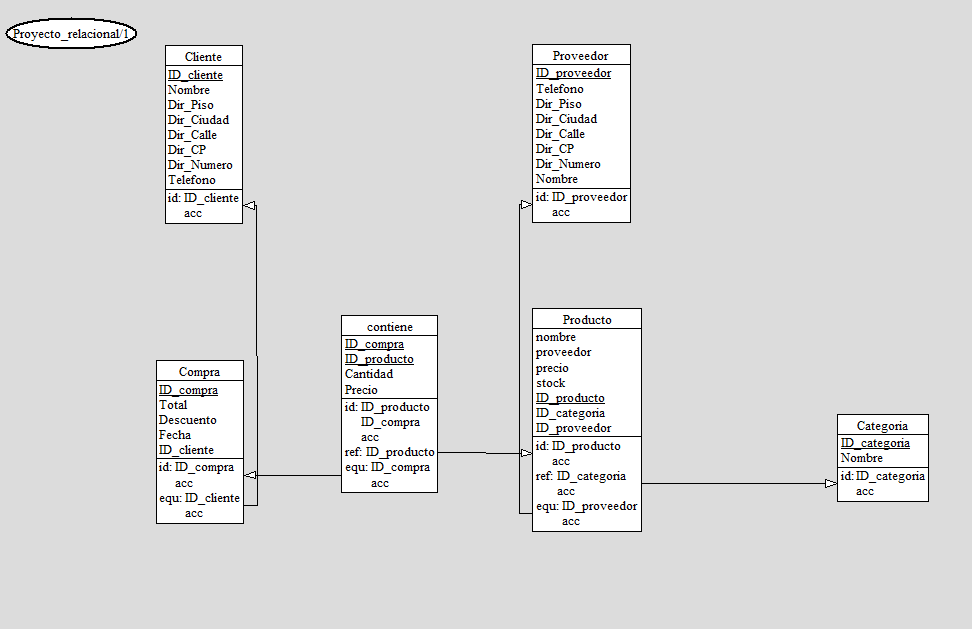 Proyecto_relacional/1
Cliente
ID_cliente
Nombre
Dir_Piso
Dir_Ciudad
Dir_Calle
Dir_CP
Dir_Numero
Telefono
id: ID_cliente
acc
Proveedor
ID_proveedor
Telefono
Dir_Piso
Dir_Ciudad
Dir_Calle
Dir_CP
Dir_Numero
Nombre
id: ID_proveedor
acc
Compra
ID_compra
Total
Descuento
Fecha
ID_cliente
id: ID_compra
acc
equ: ID_cliente
acc
contiene
ID_compra
ID_producto
Cantidad
Precio
id: ID_producto
ID_compra
acc
ref: ID_producto
equ: ID_compra
acc
Producto
nombre
proveedor
precio
stock
ID_producto
ID_categoria
ID_proveedor
id: ID_producto
acc
ref: ID_categoria
acc
equ: ID_proveedor
acc
Categoria
ID_categoria
Nombre
id: ID_categoria
acc